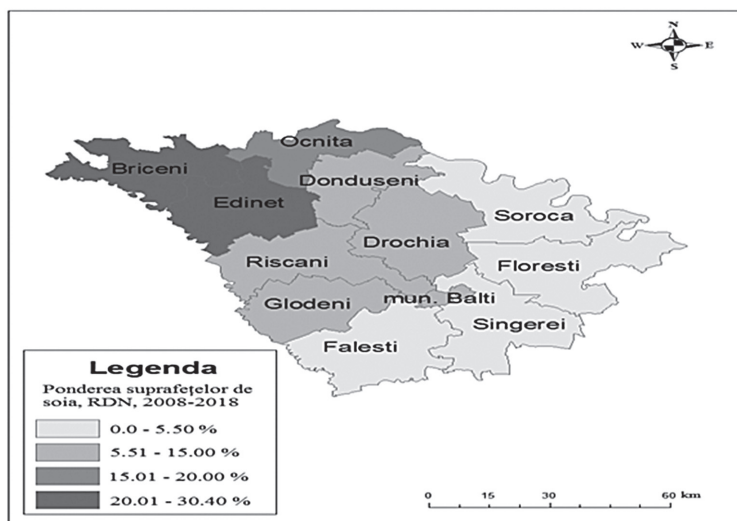 N
W E
S
Ocnita
Briceni
Donduseni
Edinet
Soroca
Drochia
Riscani
Floresti
Glodeni
mun. Balti
Singerei
Falesti
Legenda
Ponderea suprafețelor de
soia, RDN, 2008-2018
0.0 - 5.50 %
5.51 - 15.00 %
15.01 - 20.00 %
20.01 - 30.40 %
0 15 30 60 km